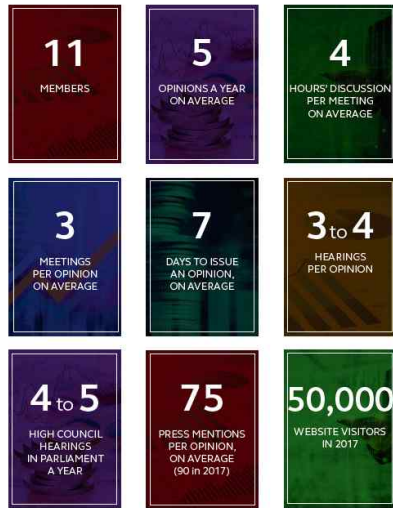 11
MEMBERS
5
OPINIONS A YEAR
ON AVERAGE
4
HOURS' DISCUSSION
PER MEETING
ON AVERAGE
3
MEETINGS
PER OPINION
ON AVERAGE
7
DAYS TO ISSUE
AN OPINION,
ON AVERAGE
3 to 4
HEARINGS
PER OPINION
4 to 5
HIGH COUNCIL
HEARINGS
IN PARLIAMENT
A YEAR
75
PRESS MENTIONS
PER OPINION,
ON AVERAGE
(90 in 2017)
50,000
WEBSITE VISITORS
IN 2017